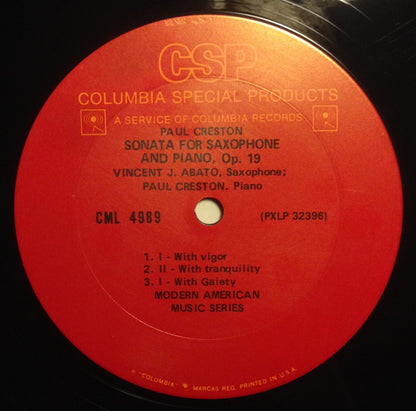 CSP
COLUMBIA SPECIAL PRODUCTS
A SERVICE OF COLUMBIA RECORDS
PAUL CRESTON
SONATA FOR SAXOPHONE
AND PIANO, Op. 19
VINCENT J. ABATO, Saxophone;
PAUL CRESTON, Piano
CML 4989
(PXLP 32396)
1. I - With vigor
2. II - With tranquility
3. I - With Gaiety
MODERN AMERICAN
MUSIC SERIES
"COLUMBIA" MARCAS REG. PRINTED IN U.S.A.